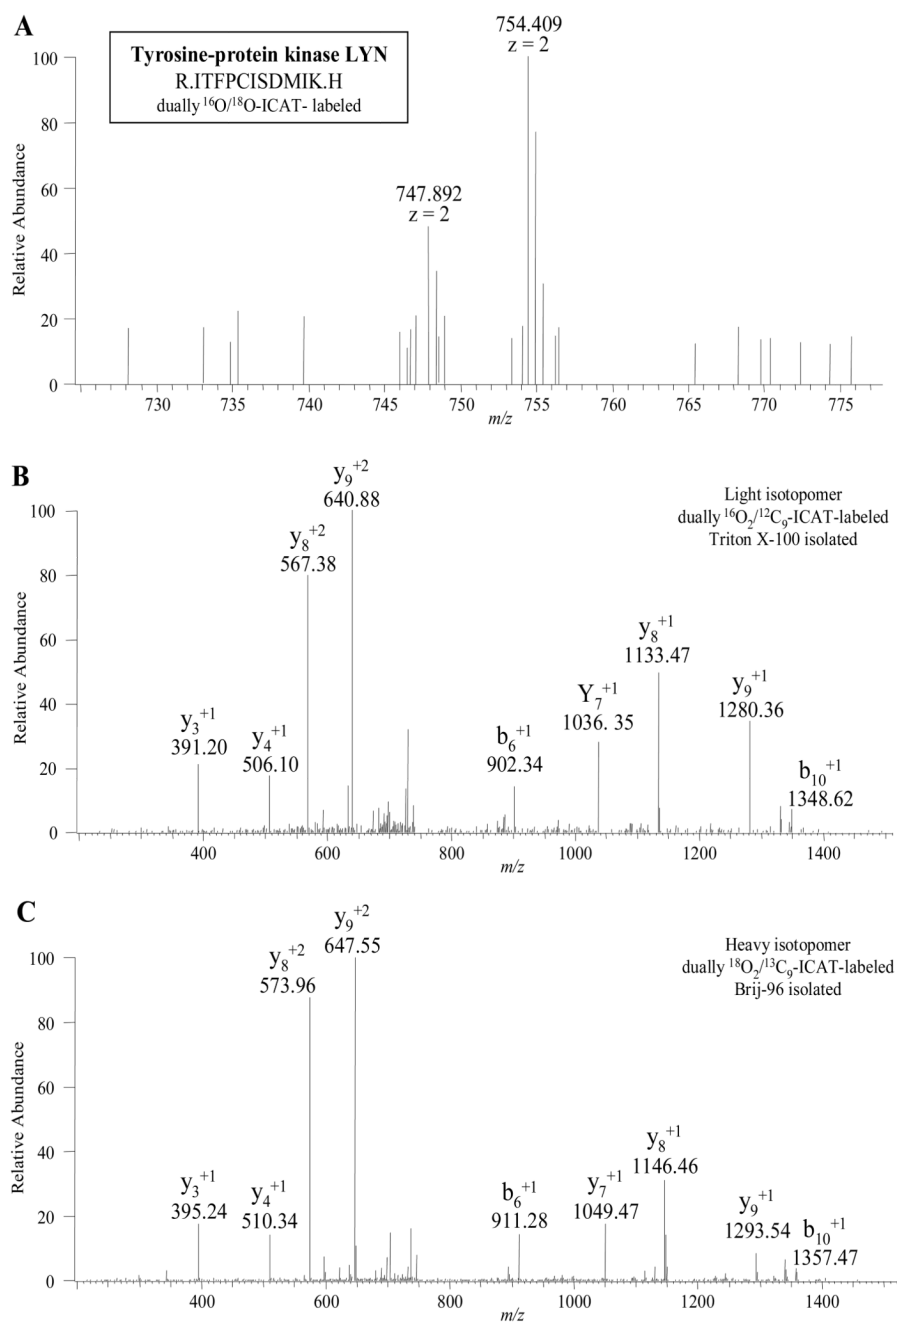 A
Tyrosine-protein kinase LYN
R.ITFPCISDMIK.H
dually ¹⁶O/¹⁸O-ICAT- labeled
754.409
z = 2
747.892
z = 2
Relative Abundance
100
80
60
40
20
0
730 735 740 745 750 755 760 765 770 775
m/z
B
Light isotopomer
dually ¹⁶O₂/¹²C₉-ICAT-labeled
Triton X-100 isolated
y₉⁺²
640.88
y₈⁺²
567.38
y₃⁺¹
391.20
y₄⁺¹
506.10
b₆⁺¹
902.34
Y₇⁺¹
1036. 35
y₈⁺¹
1133.47
y₉⁺¹
1280.36
b₁₀⁺¹
1348.62
Relative Abundance
100
80
60
40
20
0
400 600 800 1000 1200 1400
m/z
C
Heavy isotopomer
dually ¹⁸O₂/¹³C₉-ICAT-labeled
Brij-96 isolated
y₉⁺²
647.55
y₈⁺²
573.96
y₃⁺¹
395.24
y₄⁺¹
510.34
b₆⁺¹
911.28
y₇⁺¹
1049.47
y₈⁺¹
1146.46
y₉⁺¹
1293.54
b₁₀⁺¹
1357.47
Relative Abundance
100
80
60
40
20
0
400 600 800 1000 1200 1400
m/z